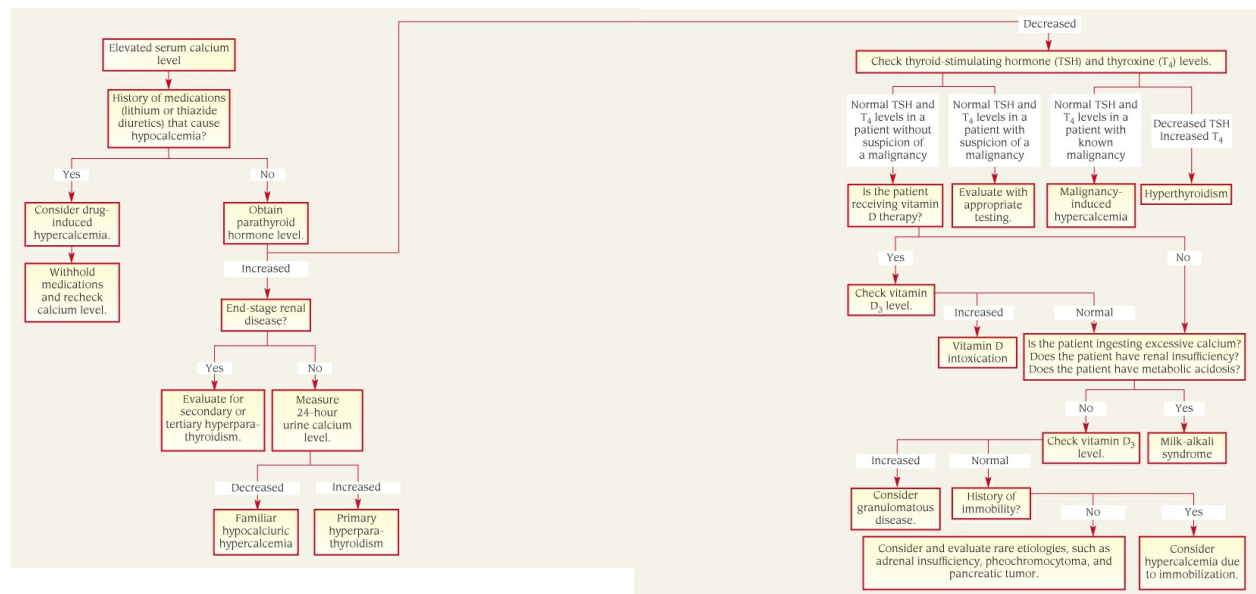 Elevated serum calcium
level
History of medications
(lithium or thiazide
diuretics) that cause
hypocalcemia?
Yes
No
Consider drug-
induced
hypercalcemia.
Withhold
medications
and recheck
calcium level.
Obtain
parathyroid
hormone level.
Increased
End-stage renal
disease?
Yes
No
Evaluate for
secondary or
tertiary hyperpara-
thyroidism.
Measure
24-hour
urine calcium
level.
Decreased
Increased
Familiar
hypocalciuric
hypercalcemia
Primary
hyperpara-
thyroidism
Decreased
Check thyroid-stimulating hormone (TSH) and thyroxine (T4) levels.
Normal TSH and
T4 levels in a
patient without
suspicion of
a malignancy
Normal TSH and
T4 levels in a
patient with
suspicion of a
malignancy
Normal TSH and
T4 levels in a
patient with
known
malignancy
Decreased TSH
Increased T4
Is the patient
receiving vitamin
D therapy?
Evaluate with
appropriate
testing.
Malignancy-
induced
hypercalcemia
Hyperthyroidism
Yes
No
Check vitamin
D3 level.
Increased
Normal
Vitamin D
intoxication
Is the patient ingesting excessive calcium?
Does the patient have renal insufficiency?
Does the patient have metabolic acidosis?
No
Yes
Check vitamin D3
level.
Milk-alkali
syndrome
Increased
Normal
Consider
granulomatous
disease.
History of
immobility?
No
Yes
Consider and evaluate rare etiologies, such as
adrenal insufficiency, pheochromocytoma, and
pancreatic tumor.
Consider
hypercalcemia due
to immobilization.